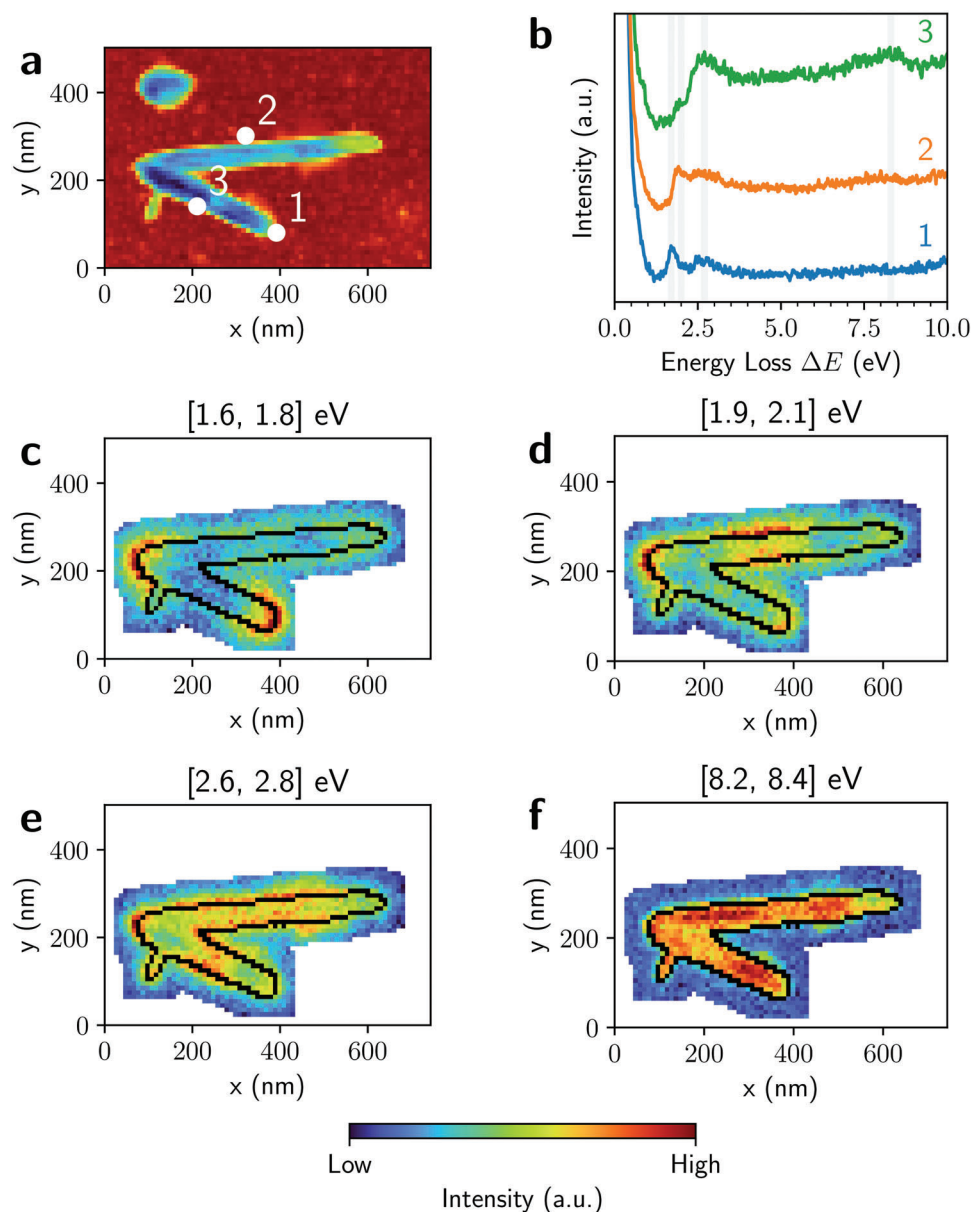 a
400
200
0
y (nm)
0
200
400
600
x (nm)
2
3
1
b
Intensity (a.u.)
3
2
1
0.0
2.5
5.0
7.5
10.0
Energy Loss ΔE (eV)
[1.6, 1.8] eV
c
400
200
0
y (nm)
0
200
400
600
x (nm)
[1.9, 2.1] eV
d
400
200
0
y (nm)
0
200
400
600
x (nm)
[2.6, 2.8] eV
e
400
200
0
y (nm)
0
200
400
600
x (nm)
[8.2, 8.4] eV
f
400
200
0
y (nm)
0
200
400
600
x (nm)
Low
High
Intensity (a.u.)